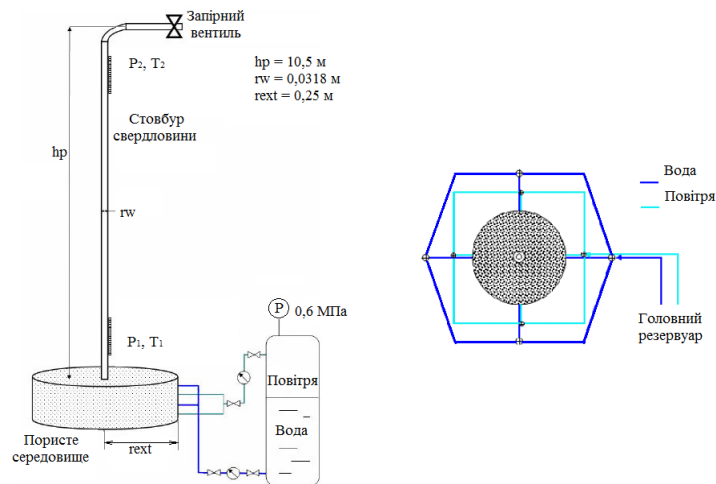 Запірний
вентиль
P₂, T₂
hp = 10,5 м
rw = 0,0318 м
rext = 0,25 м
Стовбур
свердловини
hp
rw
P₁, T₁
P
0,6 МПа
Повітря
Вода
Пористе
середовище
rext
Вода
Повітря
Головний
резервуар